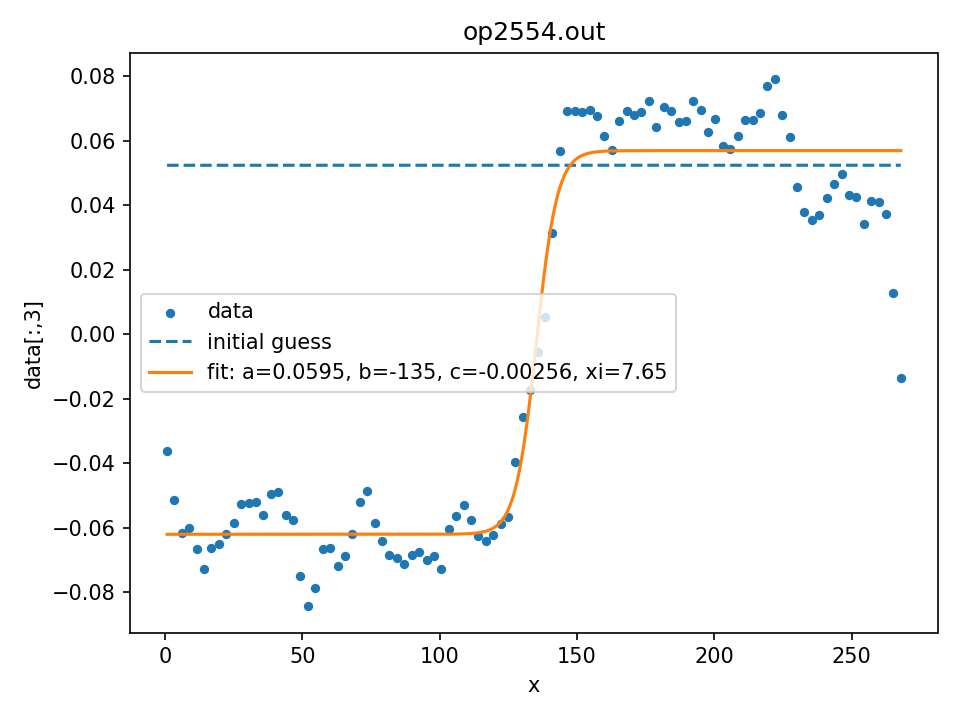 op2554.out
0.08
0.06
0.04
0.02
0.00
−0.02
−0.04
−0.06
−0.08
data[:,3]
data
initial guess
fit: a=0.0595, b=-135, c=-0.00256, xi=7.65
0 50 100 150 200 250
x